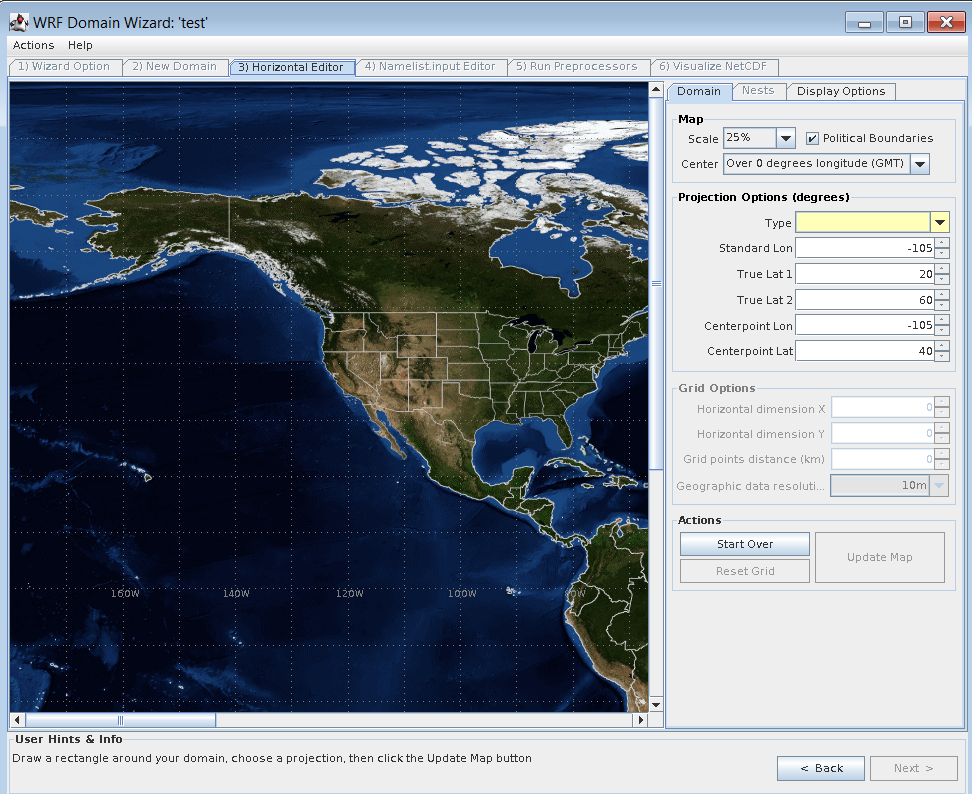 WRF Domain Wizard: 'test'
Actions Help
1) Wizard Option 2) New Domain 3) Horizontal Editor 4) Namelist.input Editor 5) Run Preprocessors 6) Visualize NetCDF
Domain Nests Display Options
Map
Scale 25% Political Boundaries
Center Over 0 degrees longitude (GMT)
Projection Options (degrees)
Type
Standard Lon -105
True Lat 1 20
True Lat 2 60
Centerpoint Lon -105
Centerpoint Lat 40
Grid Options
Horizontal dimension X 0
Horizontal dimension Y 0
Grid points distance (km) 0
Geographic data resoluti... 10m
Actions
Start Over
Update Map
Reset Grid
160W 140W 120W 100W 80W
User Hints & Info
Draw a rectangle around your domain, choose a projection, then click the Update Map button
< Back Next >